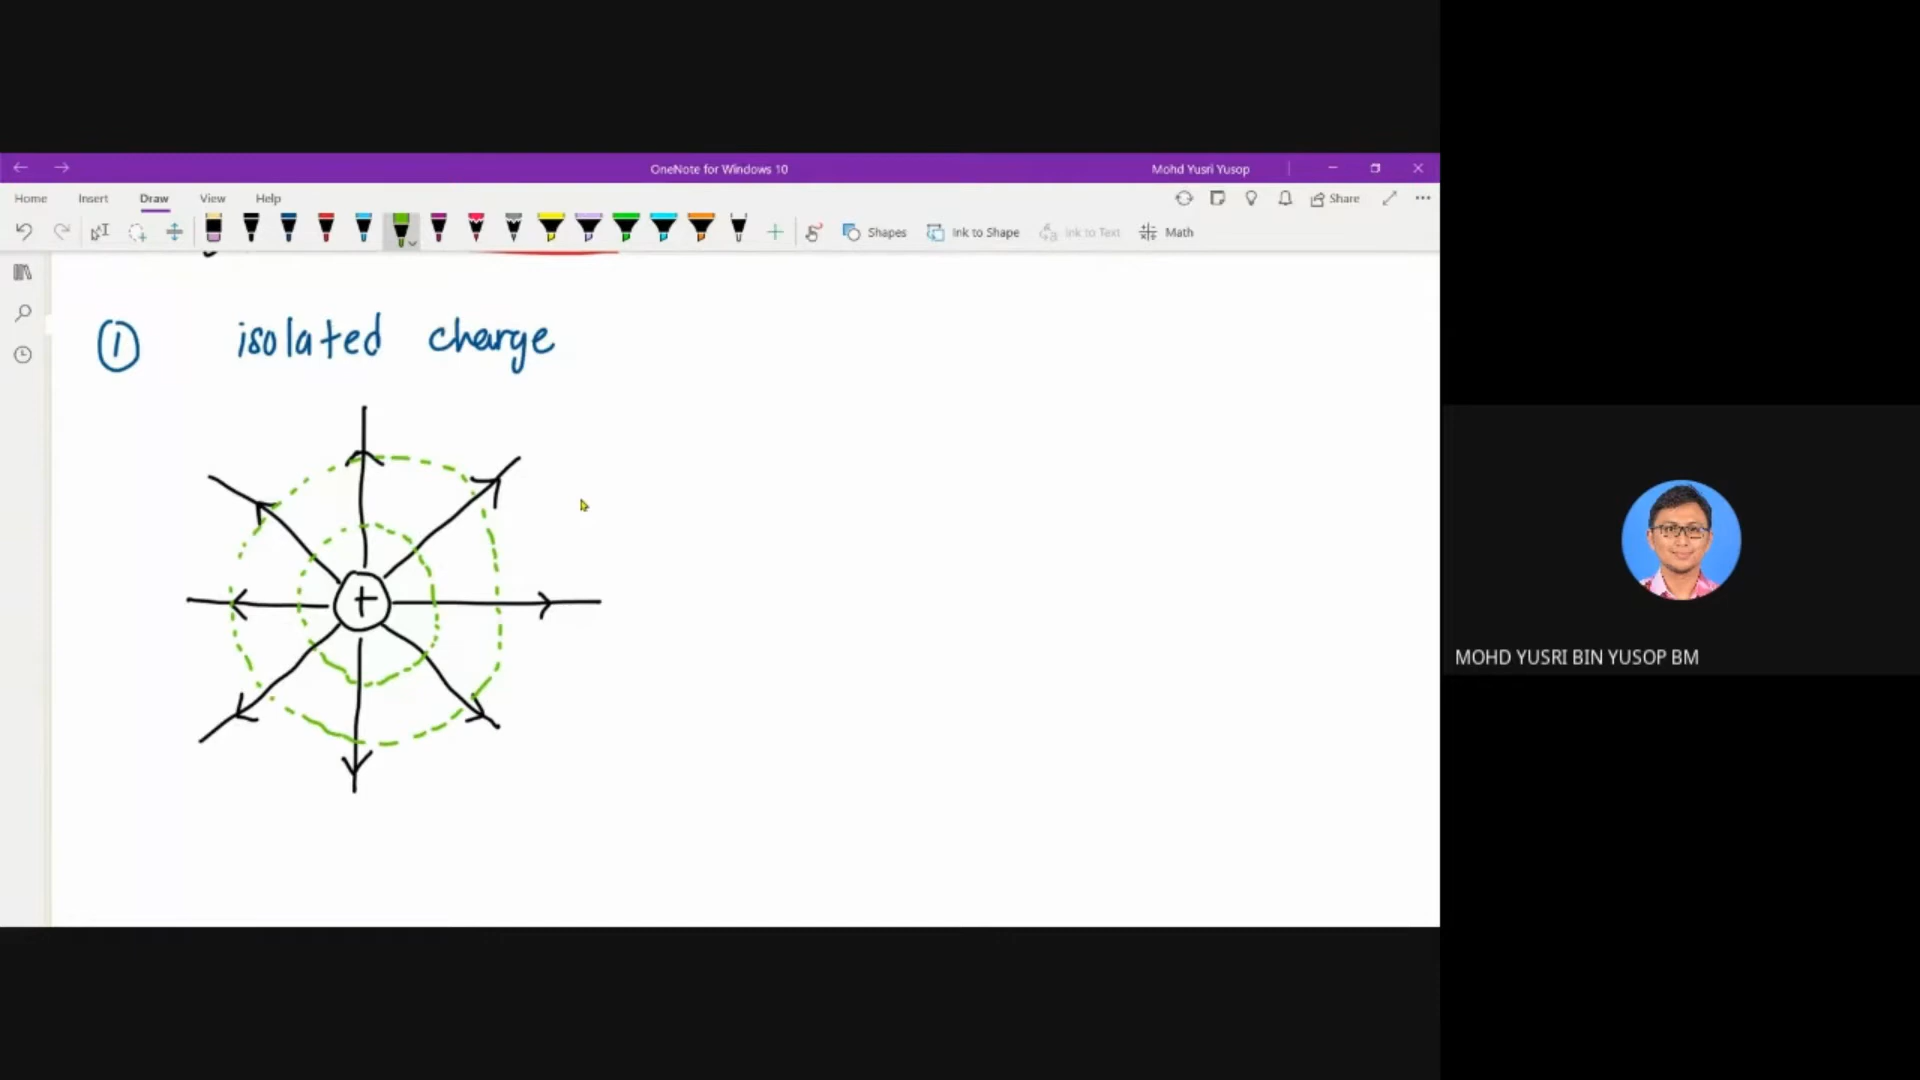 OneNote for Windows 10
Mohd Yusri Yusop
Home Insert Draw View Help
Share
Shapes Ink to Shape Ink to Text Math
① isolated charge
+
MOHD YUSRI BIN YUSOP BM